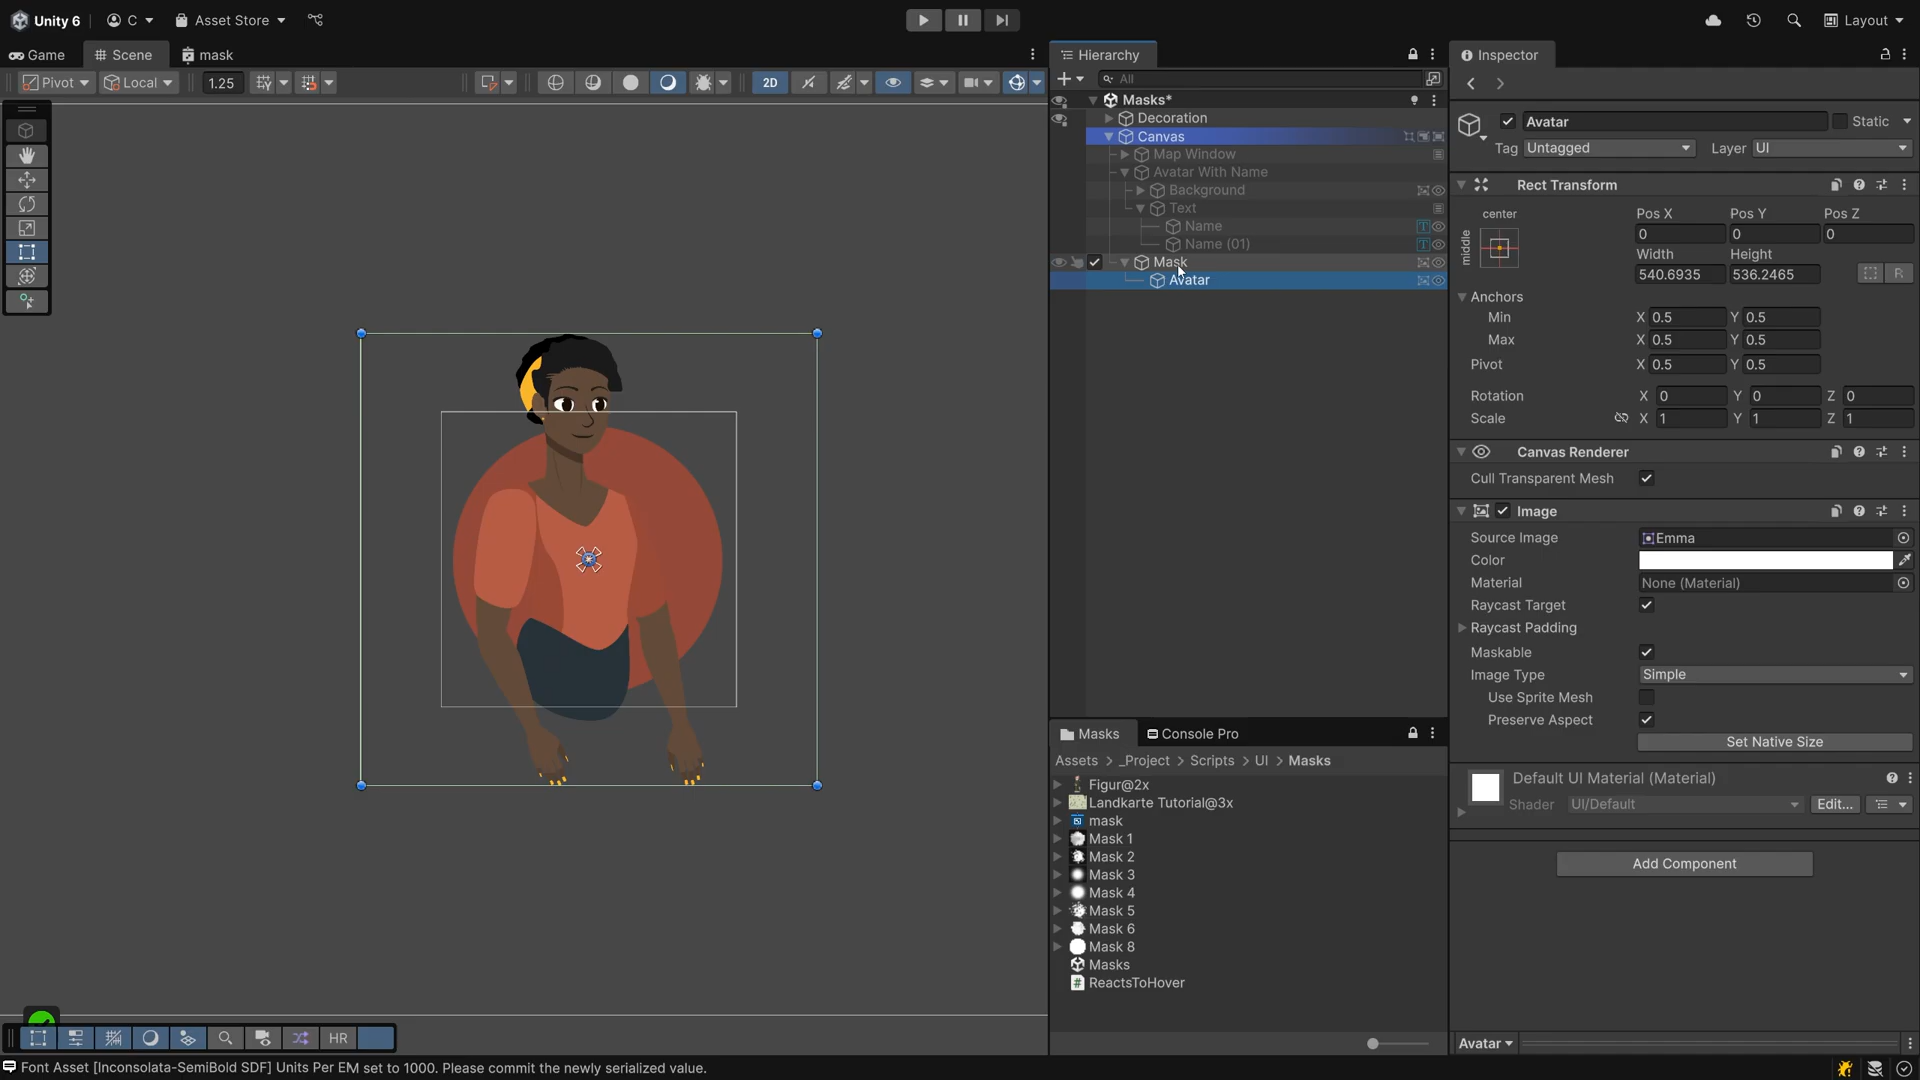 Unity 6 C Asset Store Layout
Game Scene mask
Pivot Local 1.25 2D
HR
Hierarchy
All
Masks*
Decoration
Canvas
Map Window
Avatar With Name
Background
Text
Name
Name (01)
Mask
Avatar
Masks Console Pro
Assets > _Project > Scripts > UI > Masks
Figur@2x
Landkarte Tutorial@3x
mask
Mask 1
Mask 2
Mask 3
Mask 4
Mask 5
Mask 6
Mask 8
Masks
ReactsToHover
Inspector
Avatar Static
Tag Untagged Layer UI
Rect Transform
center Pos X Pos Y Pos Z
middle 0 0 0
Width Height
540.6935 536.2465 R
Anchors
Min X 0.5 Y 0.5
Max X 0.5 Y 0.5
Pivot X 0.5 Y 0.5
Rotation X 0 Y 0 Z 0
Scale X 1 Y 1 Z 1
Canvas Renderer
Cull Transparent Mesh
Image
Source Image Emma
Color
Material None (Material)
Raycast Target
Raycast Padding
Maskable
Image Type Simple
Use Sprite Mesh
Preserve Aspect
Set Native Size
Default UI Material (Material)
Shader UI/Default Edit...
Add Component
Avatar
Font Asset [Inconsolata-SemiBold SDF] Units Per EM set to 1000. Please commit the newly serialized value.